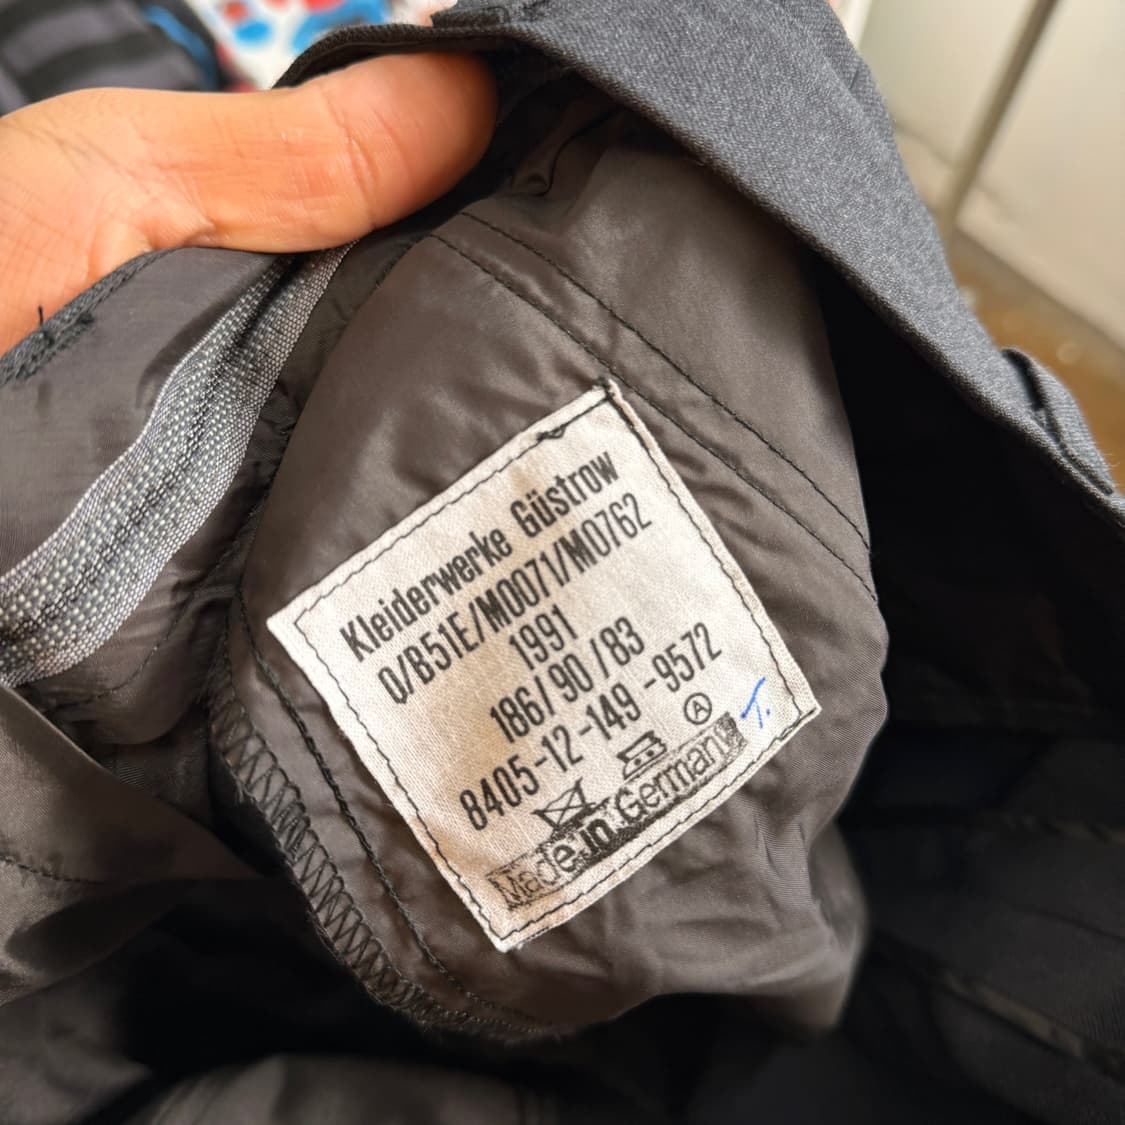 Kleiderwerke Güstrow
Q/B51E/M0071/M0762
1991
186/90/83
8405-12-149-9572
A
T.
Made in Germany